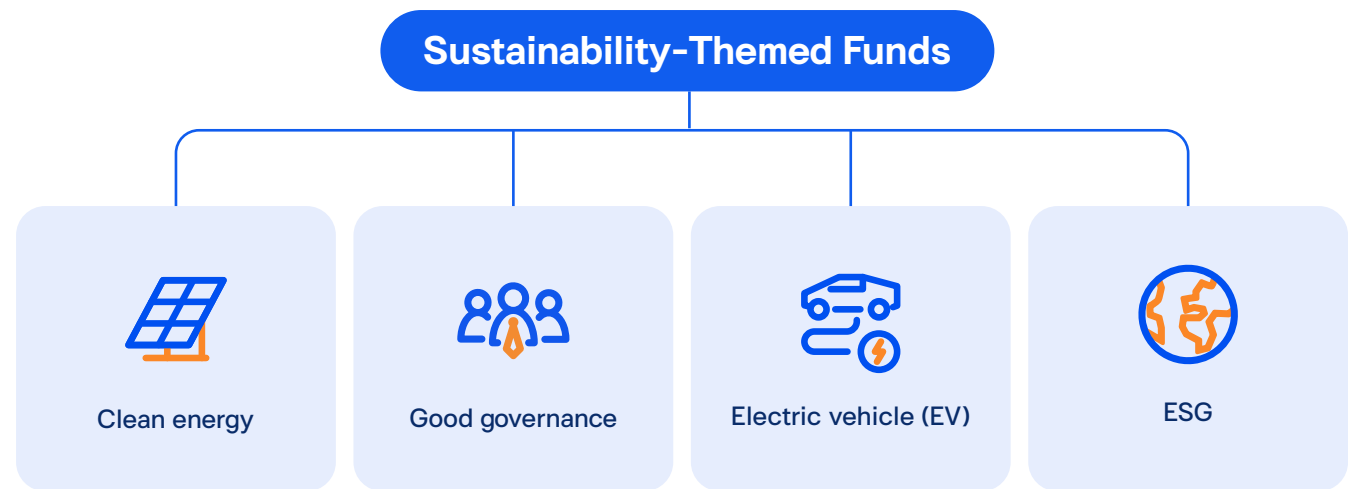 Sustainability-Themed Funds
Clean energy
Good governance
Electric vehicle (EV)
ESG